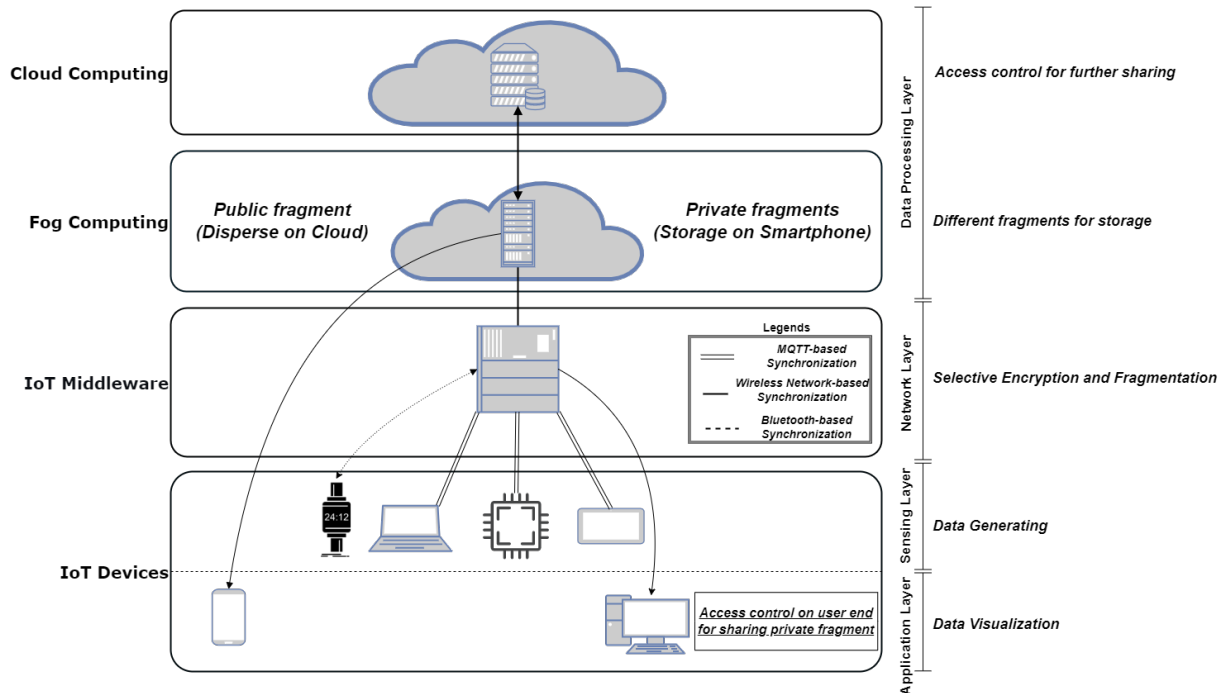 Cloud Computing
Access control for further sharing
Data Processing Layer
Fog Computing
Public fragment
(Disperse on Cloud)
Private fragments
(Storage on Smartphone)
Different fragments for storage
IoT Middleware
Legends
MQTT-based
Synchronization
Wireless Network-based
Synchronization
Bluetooth-based
Synchronization
Network Layer
Selective Encryption and Fragmentation
24:12
Sensing Layer
Data Generating
IoT Devices
Access control on user end
for sharing private fragment
Application Layer
Data Visualization